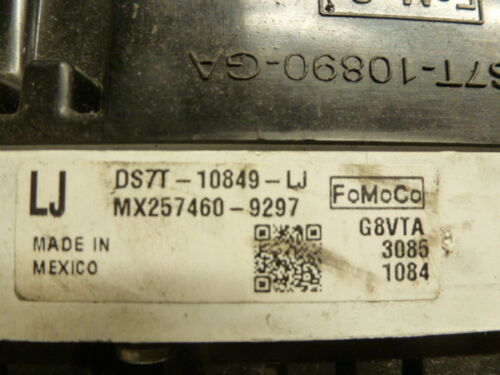 S7T-10890-GA
LJ
DS7T-10849-LJ
MX257460-9297
MADE IN
MEXICO
FoMoCo
G8VTA
3085
1084